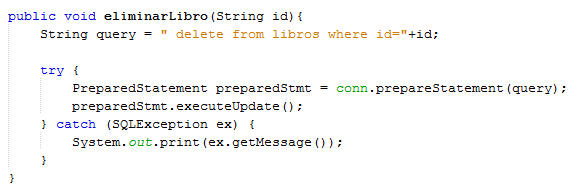 public void eliminarLibro(String id){
    String query = " delete from libros where id="+id;

    try {
        PreparedStatement preparedStmt = conn.prepareStatement(query);
        preparedStmt.executeUpdate();
    } catch (SQLException ex) {
        System.out.print(ex.getMessage());
    }
}